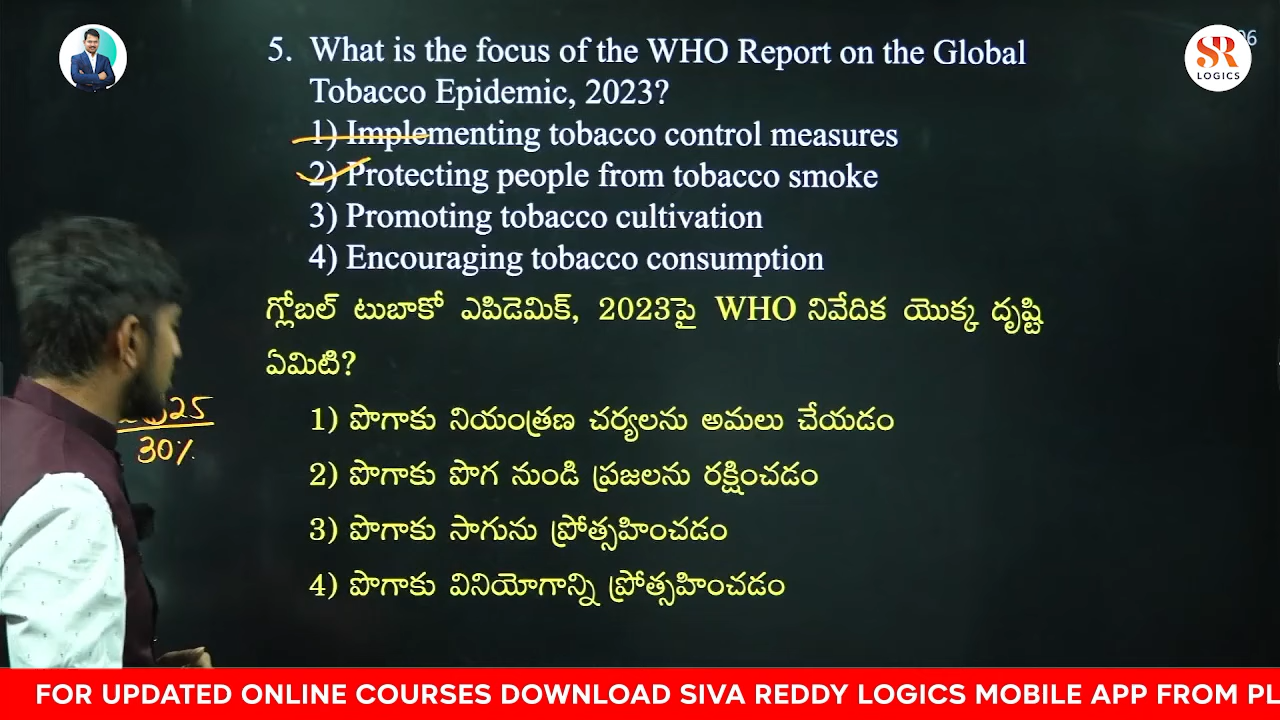 SR
LOGICS
5. What is the focus of the WHO Report on the Global
Tobacco Epidemic, 2023?
1) Implementing tobacco control measures
2) Protecting people from tobacco smoke
3) Promoting tobacco cultivation
4) Encouraging tobacco consumption
గ్లోబల్ టుబాకో ఎపిడెమిక్, 2023పై WHO నివేదిక యొక్క దృష్టి
ఏమిటి?
1) పొగాకు నియంత్రణ చర్యలను అమలు చేయడం
2) పొగాకు పొగ నుండి ప్రజలను రక్షించడం
3) పొగాకు సాగును ప్రోత్సహించడం
4) పొగాకు వినియోగాన్ని ప్రోత్సహించడం
25
30%
FOR UPDATED ONLINE COURSES DOWNLOAD SIVA REDDY LOGICS MOBILE APP FROM PL